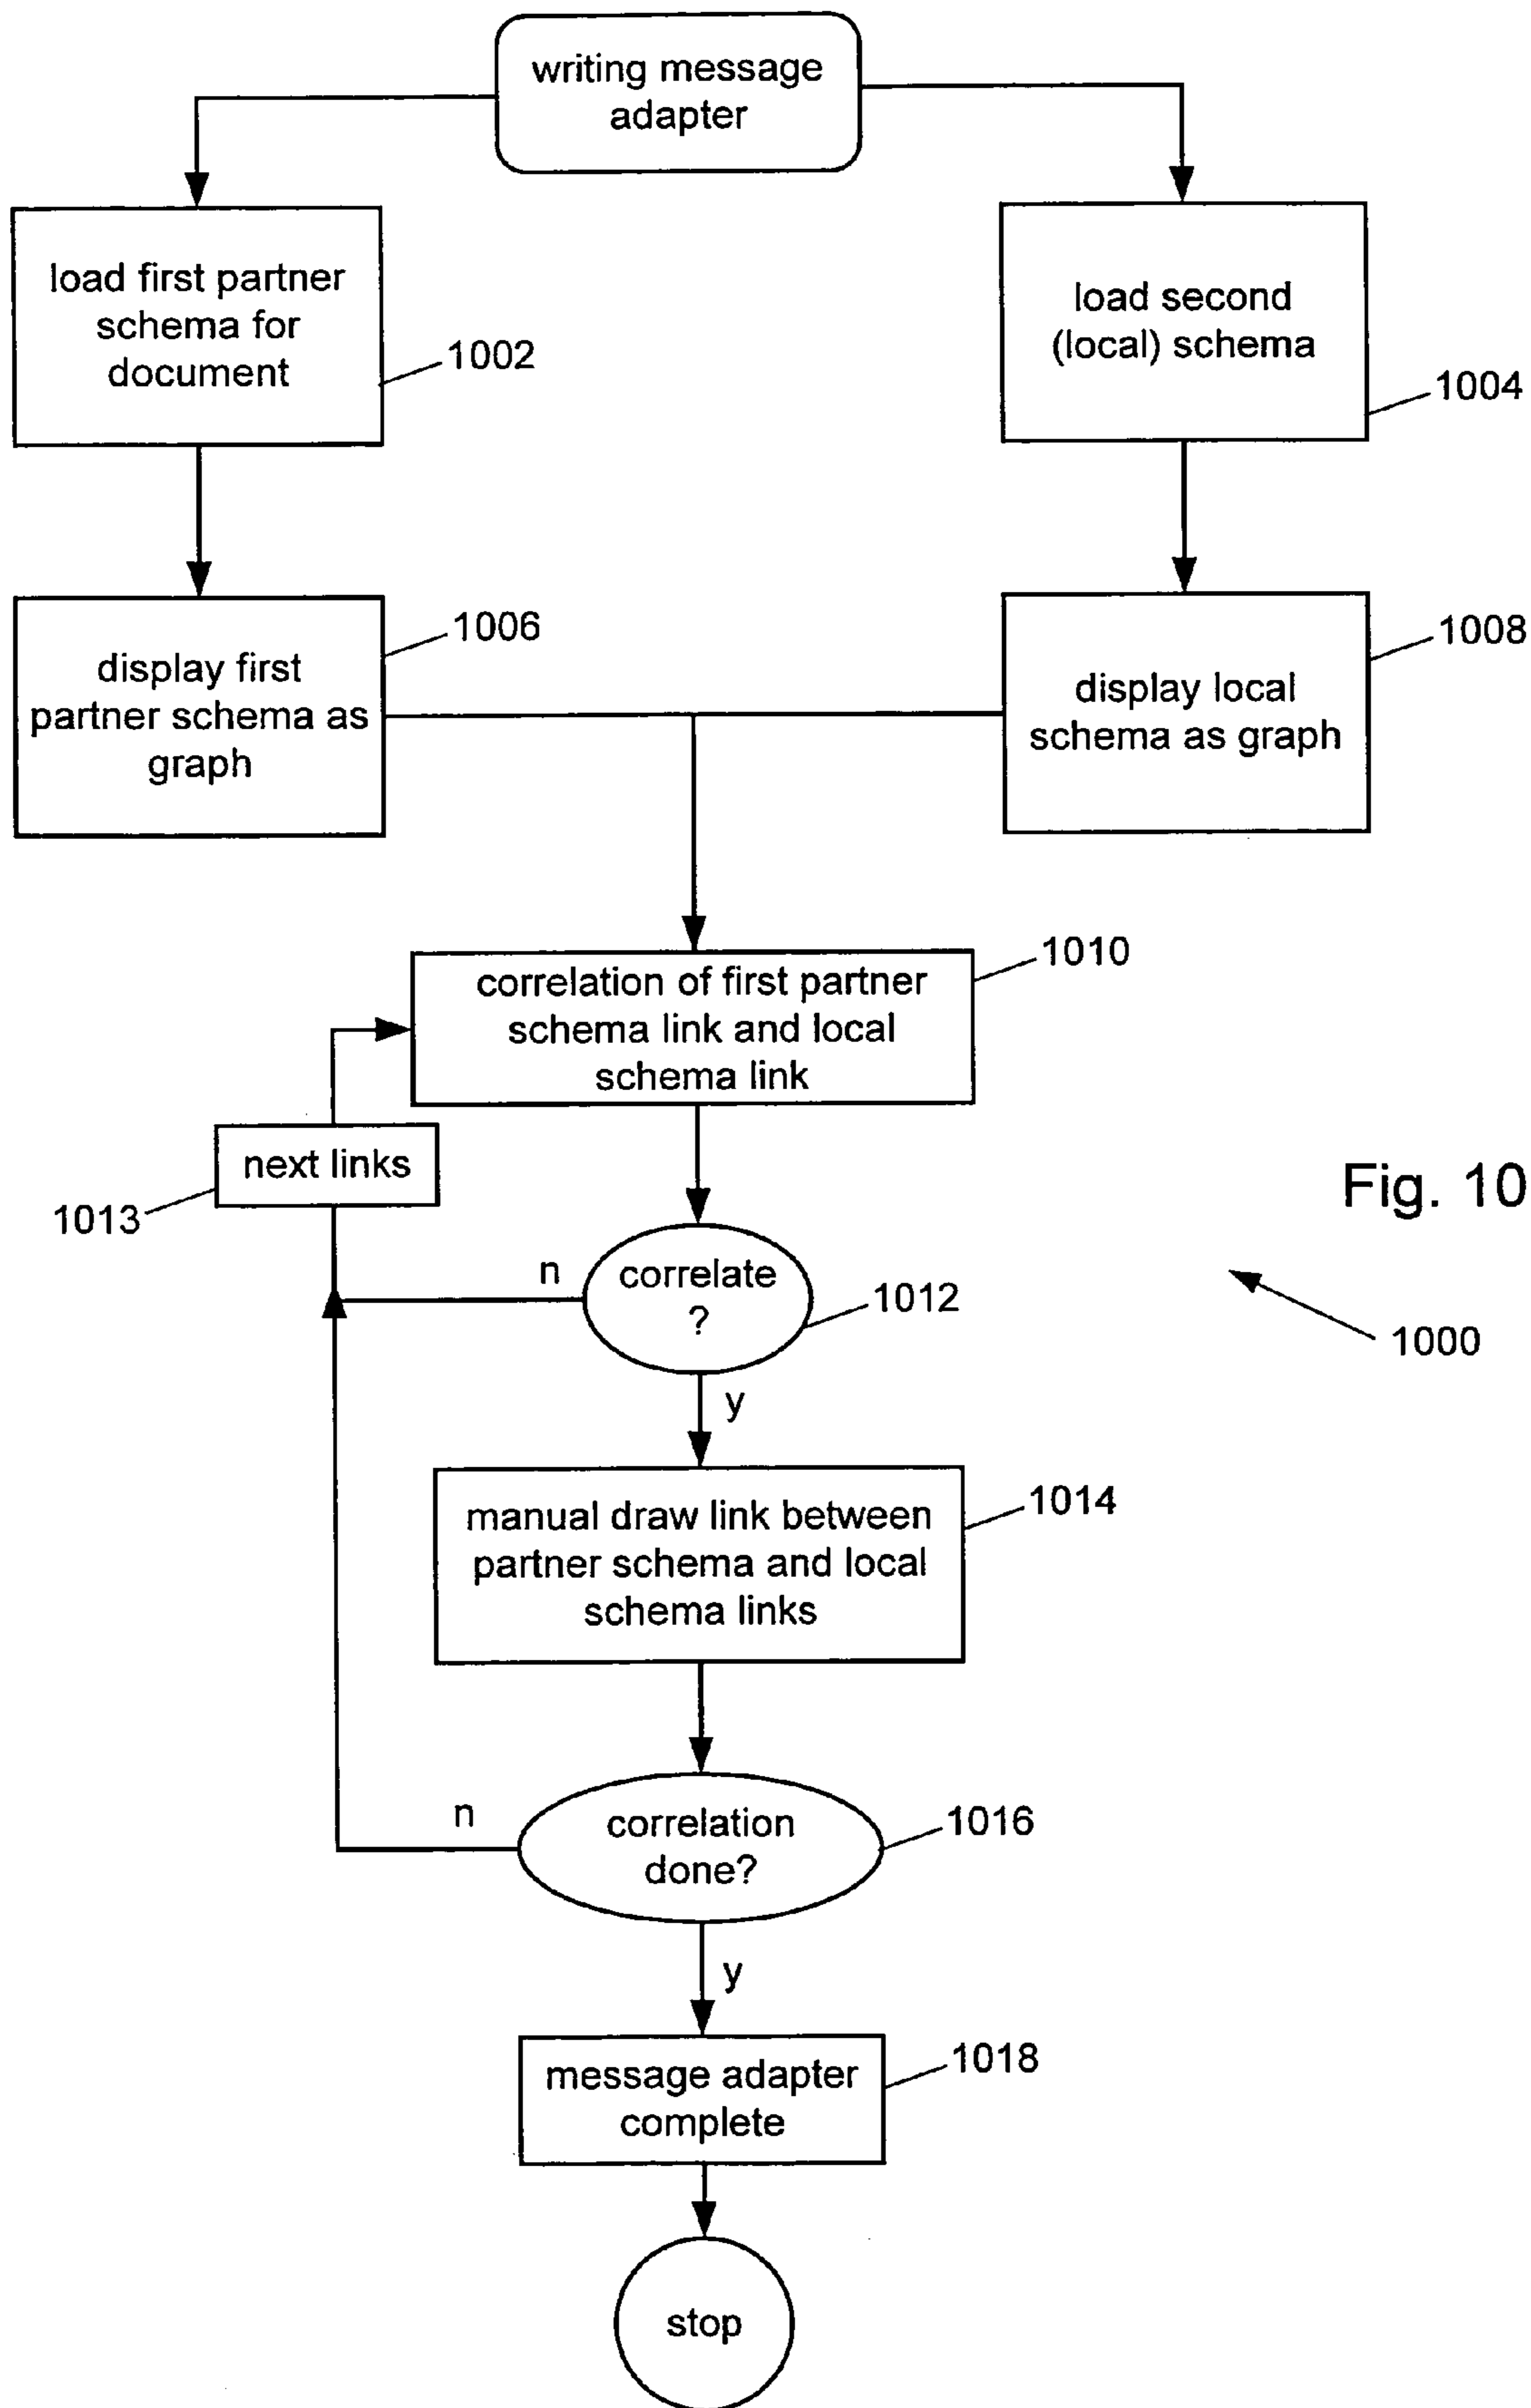 writing message
adapter
load first partner
schema for
document
1002
load second
(local) schema
1004
display first
partner schema as
graph
1006
display local
schema as graph
1008
correlation of first partner
schema link and local
schema link
1010
next links
1013
Fig. 10
correlate
?
n
1012
1000
y
manual draw link between
partner schema and local
schema links
1014
correlation
done?
n
1016
y
message adapter
complete
1018
stop